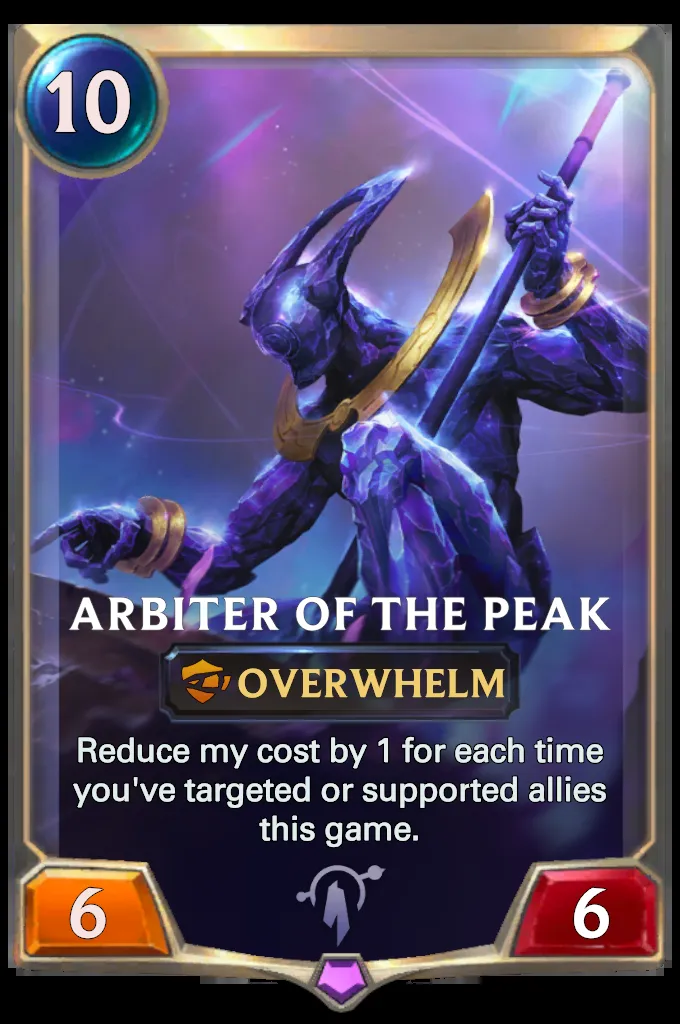 10
ARBITER OF THE PEAK
OVERWHELM
Reduce my cost by 1 for each time
you've targeted or supported allies
this game.
6
6